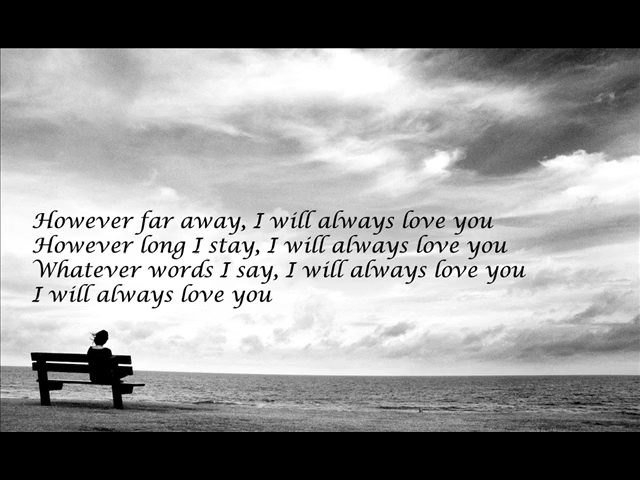 However far away, I will always love you
However long I stay, I will always love you
Whatever words I say, I will always love you
I will always love you